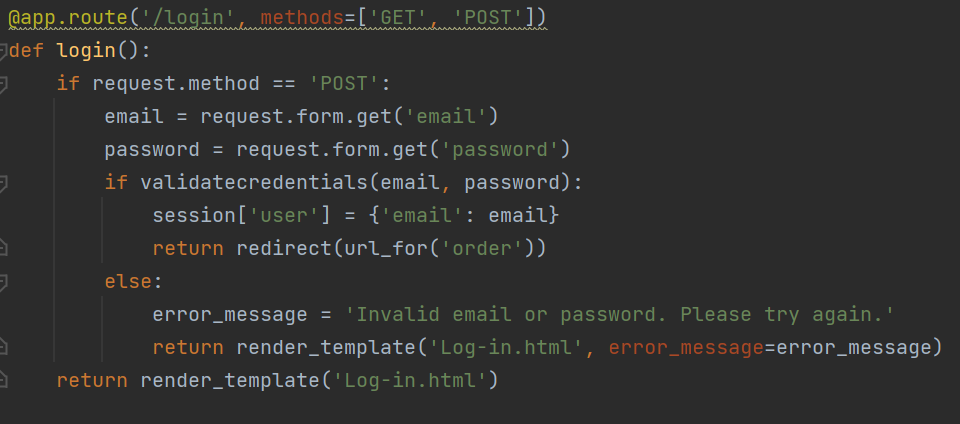 @app.route('/login', methods=['GET', 'POST'])
def login():
    if request.method == 'POST':
        email = request.form.get('email')
        password = request.form.get('password')
        if validatecredentials(email, password):
            session['user'] = {'email': email}
            return redirect(url_for('order'))
        else:
            error_message = 'Invalid email or password. Please try again.'
            return render_template('Log-in.html', error_message=error_message)
    return render_template('Log-in.html')